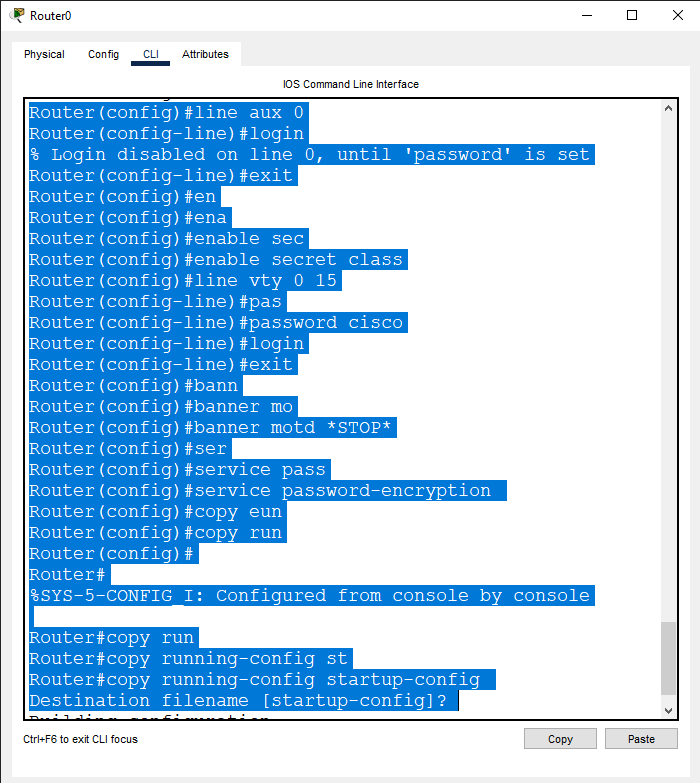 Router0
Physical Config CLI Attributes
IOS Command Line Interface
Router(config)#line aux 0
Router(config-line)#login
% Login disabled on line 0, until 'password' is set
Router(config-line)#exit
Router(config)#en
Router(config)#ena
Router(config)#enable sec
Router(config)#enable secret class
Router(config)#line vty 0 15
Router(config-line)#pas
Router(config-line)#password cisco
Router(config-line)#login
Router(config-line)#exit
Router(config)#bann
Router(config)#banner mo
Router(config)#banner motd *STOP*
Router(config)#ser
Router(config)#service pass
Router(config)#service password-encryption
Router(config)#copy eun
Router(config)#copy run
Router(config)#
Router#
%SYS-5-CONFIG_I: Configured from console by console
Router#copy run
Router#copy running-config st
Router#copy running-config startup-config
Destination filename [startup-config]?
Building configuration
Ctrl+F6 to exit CLI focus
Copy Paste